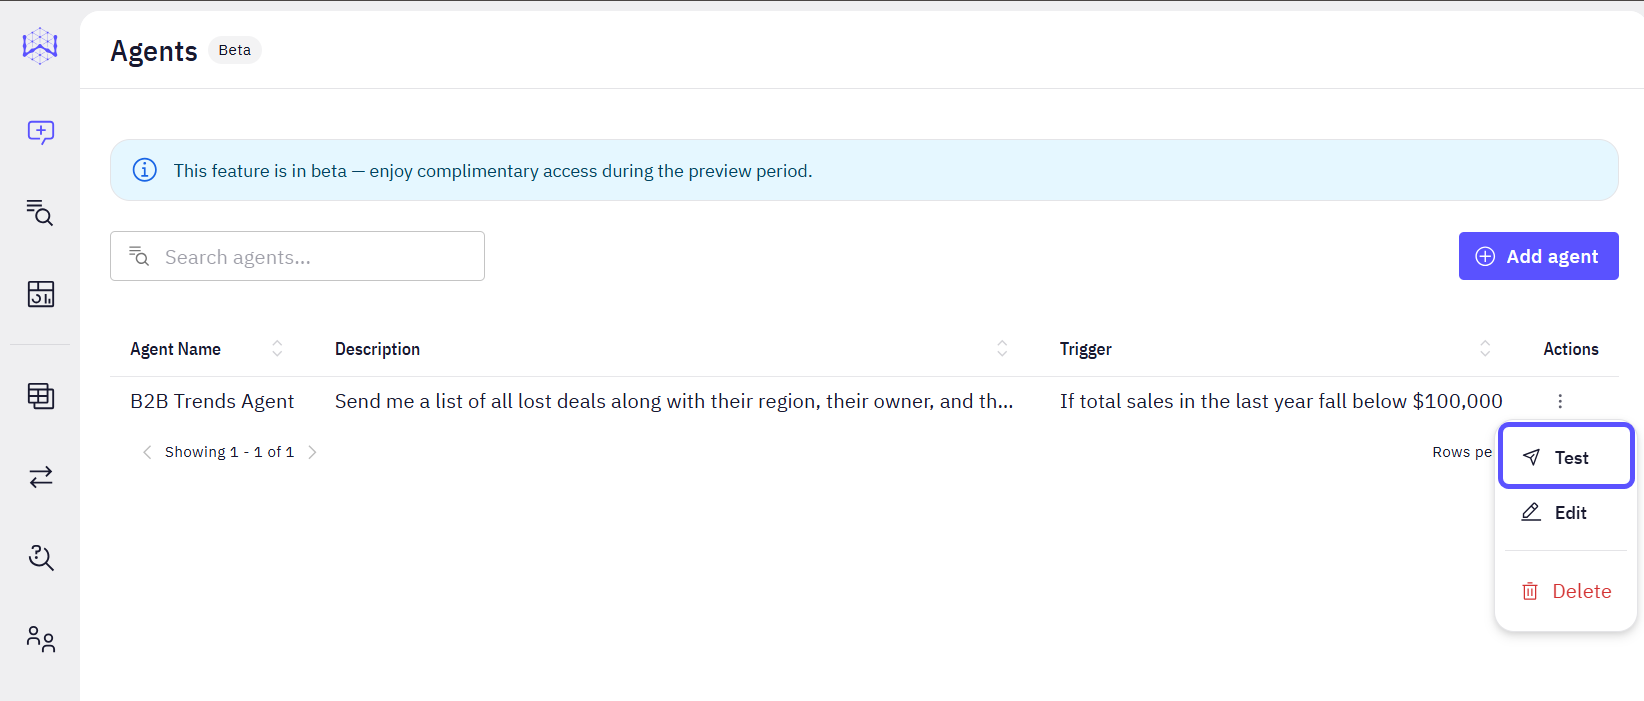 Agents Beta
This feature is in beta — enjoy complimentary access during the preview period.
Search agents...
Add agent
Agent Name Description Trigger Actions
B2B Trends Agent Send me a list of all lost deals along with their region, their owner, and th... If total sales in the last year fall below $100,000
Showing 1 - 1 of 1 Rows pe
Test
Edit
Delete